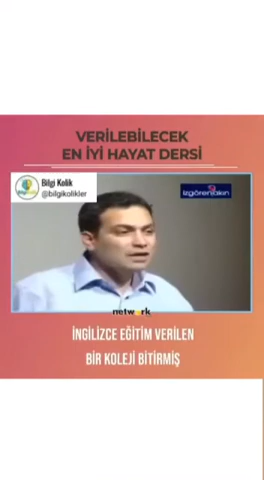 VERİLEBİLECEK
EN İYİ HAYAT DERSİ
Bilgi Kolik
@bilgikolikler
izgörenakın
network
İNGİLİZCE EĞİTİM VERİLEN
BİR KOLEJİ BİTİRMİŞ